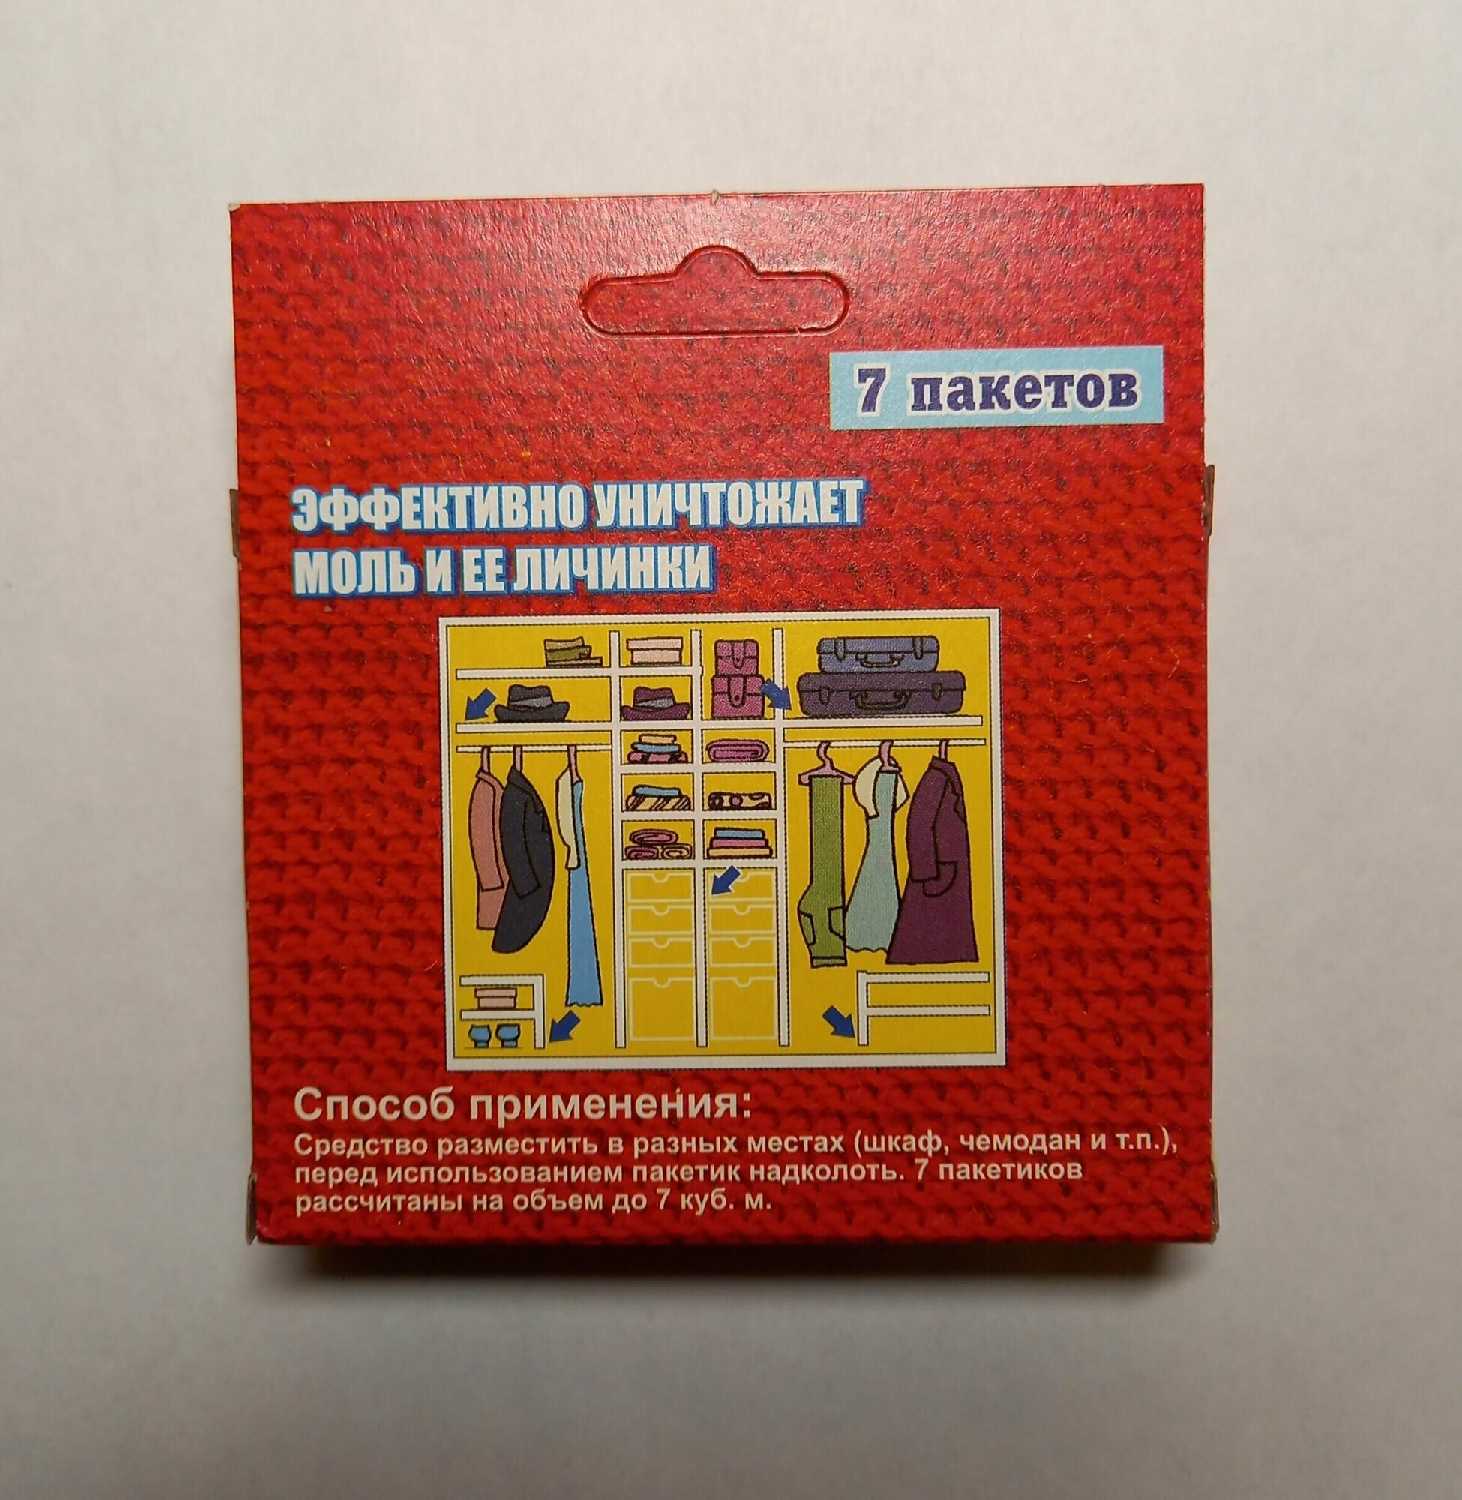 7 пакетов
ЭФФЕКТИВНО УНИЧТОЖАЕТ
МОЛЬ И ЕЕ ЛИЧИНКИ
Способ применения:
Средство разместить в разных местах (шкаф, чемодан и т.п.),
перед использованием пакетик надколоть. 7 пакетиков
рассчитаны на объем до 7 куб. м.